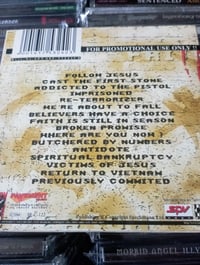 FOR PROMOTIONAL USE ONLY !!
FOLLOW JESUS
CAST THE FIRST STONE
ADDICTED TO THE PISTOL
IMPRISONED
RE-TERRORIZER
WE'RE ABOUT TO FALL
BELIEVERS HAVE A CHOICE
FAITH IS STILL IN SEASON
BROKEN PROMISE
WHERE ARE YOU NOW ?
BUTCHERED BY NUMBERS
ANTIDOTE
SPIRITUAL BANKRUPTCY
VICTIMS OF JESUS
RETURN TO VIETNAM
PREVIOUSLY COMMITED
PAVEMENT
SPV
MORBID ANGEL